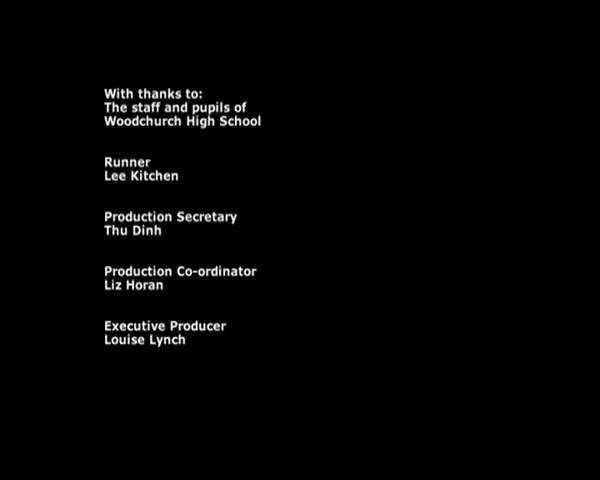 With thanks to:
The staff and pupils of
Woodchurch High School
Runner
Lee Kitchen
Production Secretary
Thu Dinh
Production Co-ordinator
Liz Horan
Executive Producer
Louise Lynch